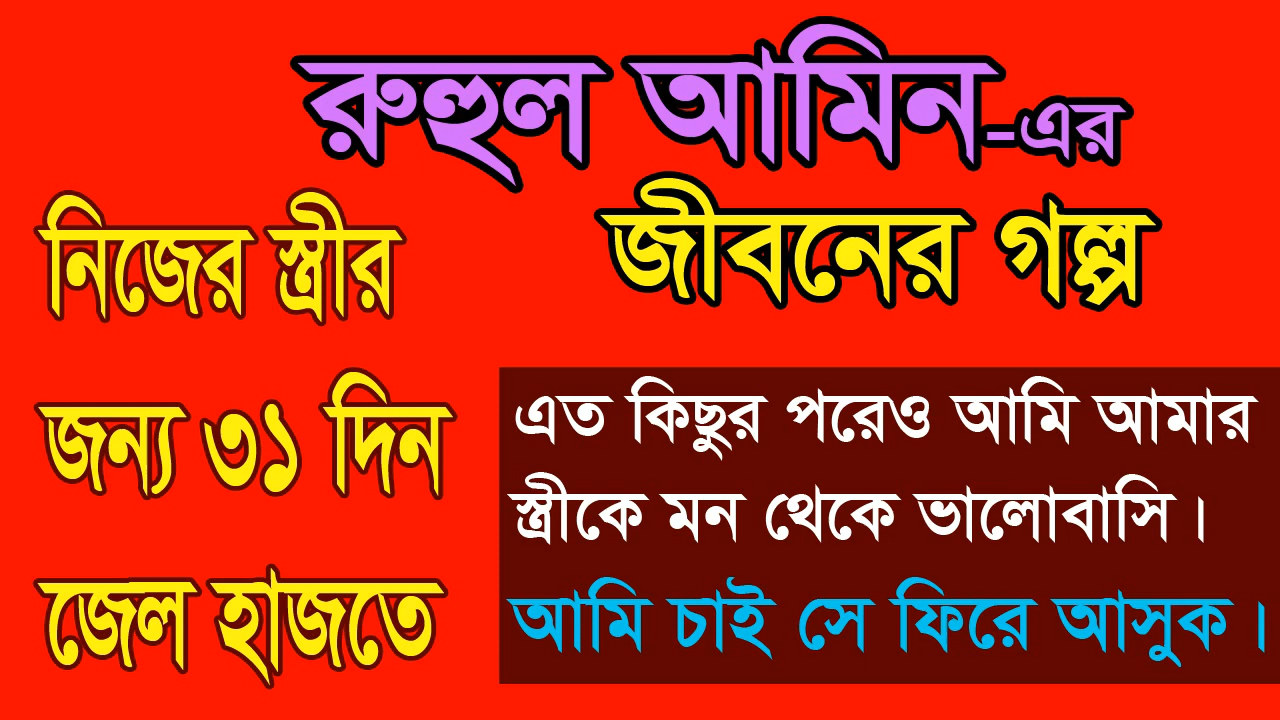 রুহুল আমিন-এর
জীবনের গল্প
নিজের স্ত্রীর
জন্য ৩১ দিন
জেল হাজতে
এত কিছুর পরেও আমি আমার
স্ত্রীকে মন থেকে ভালোবাসি।
আমি চাই সে ফিরে আসুক।